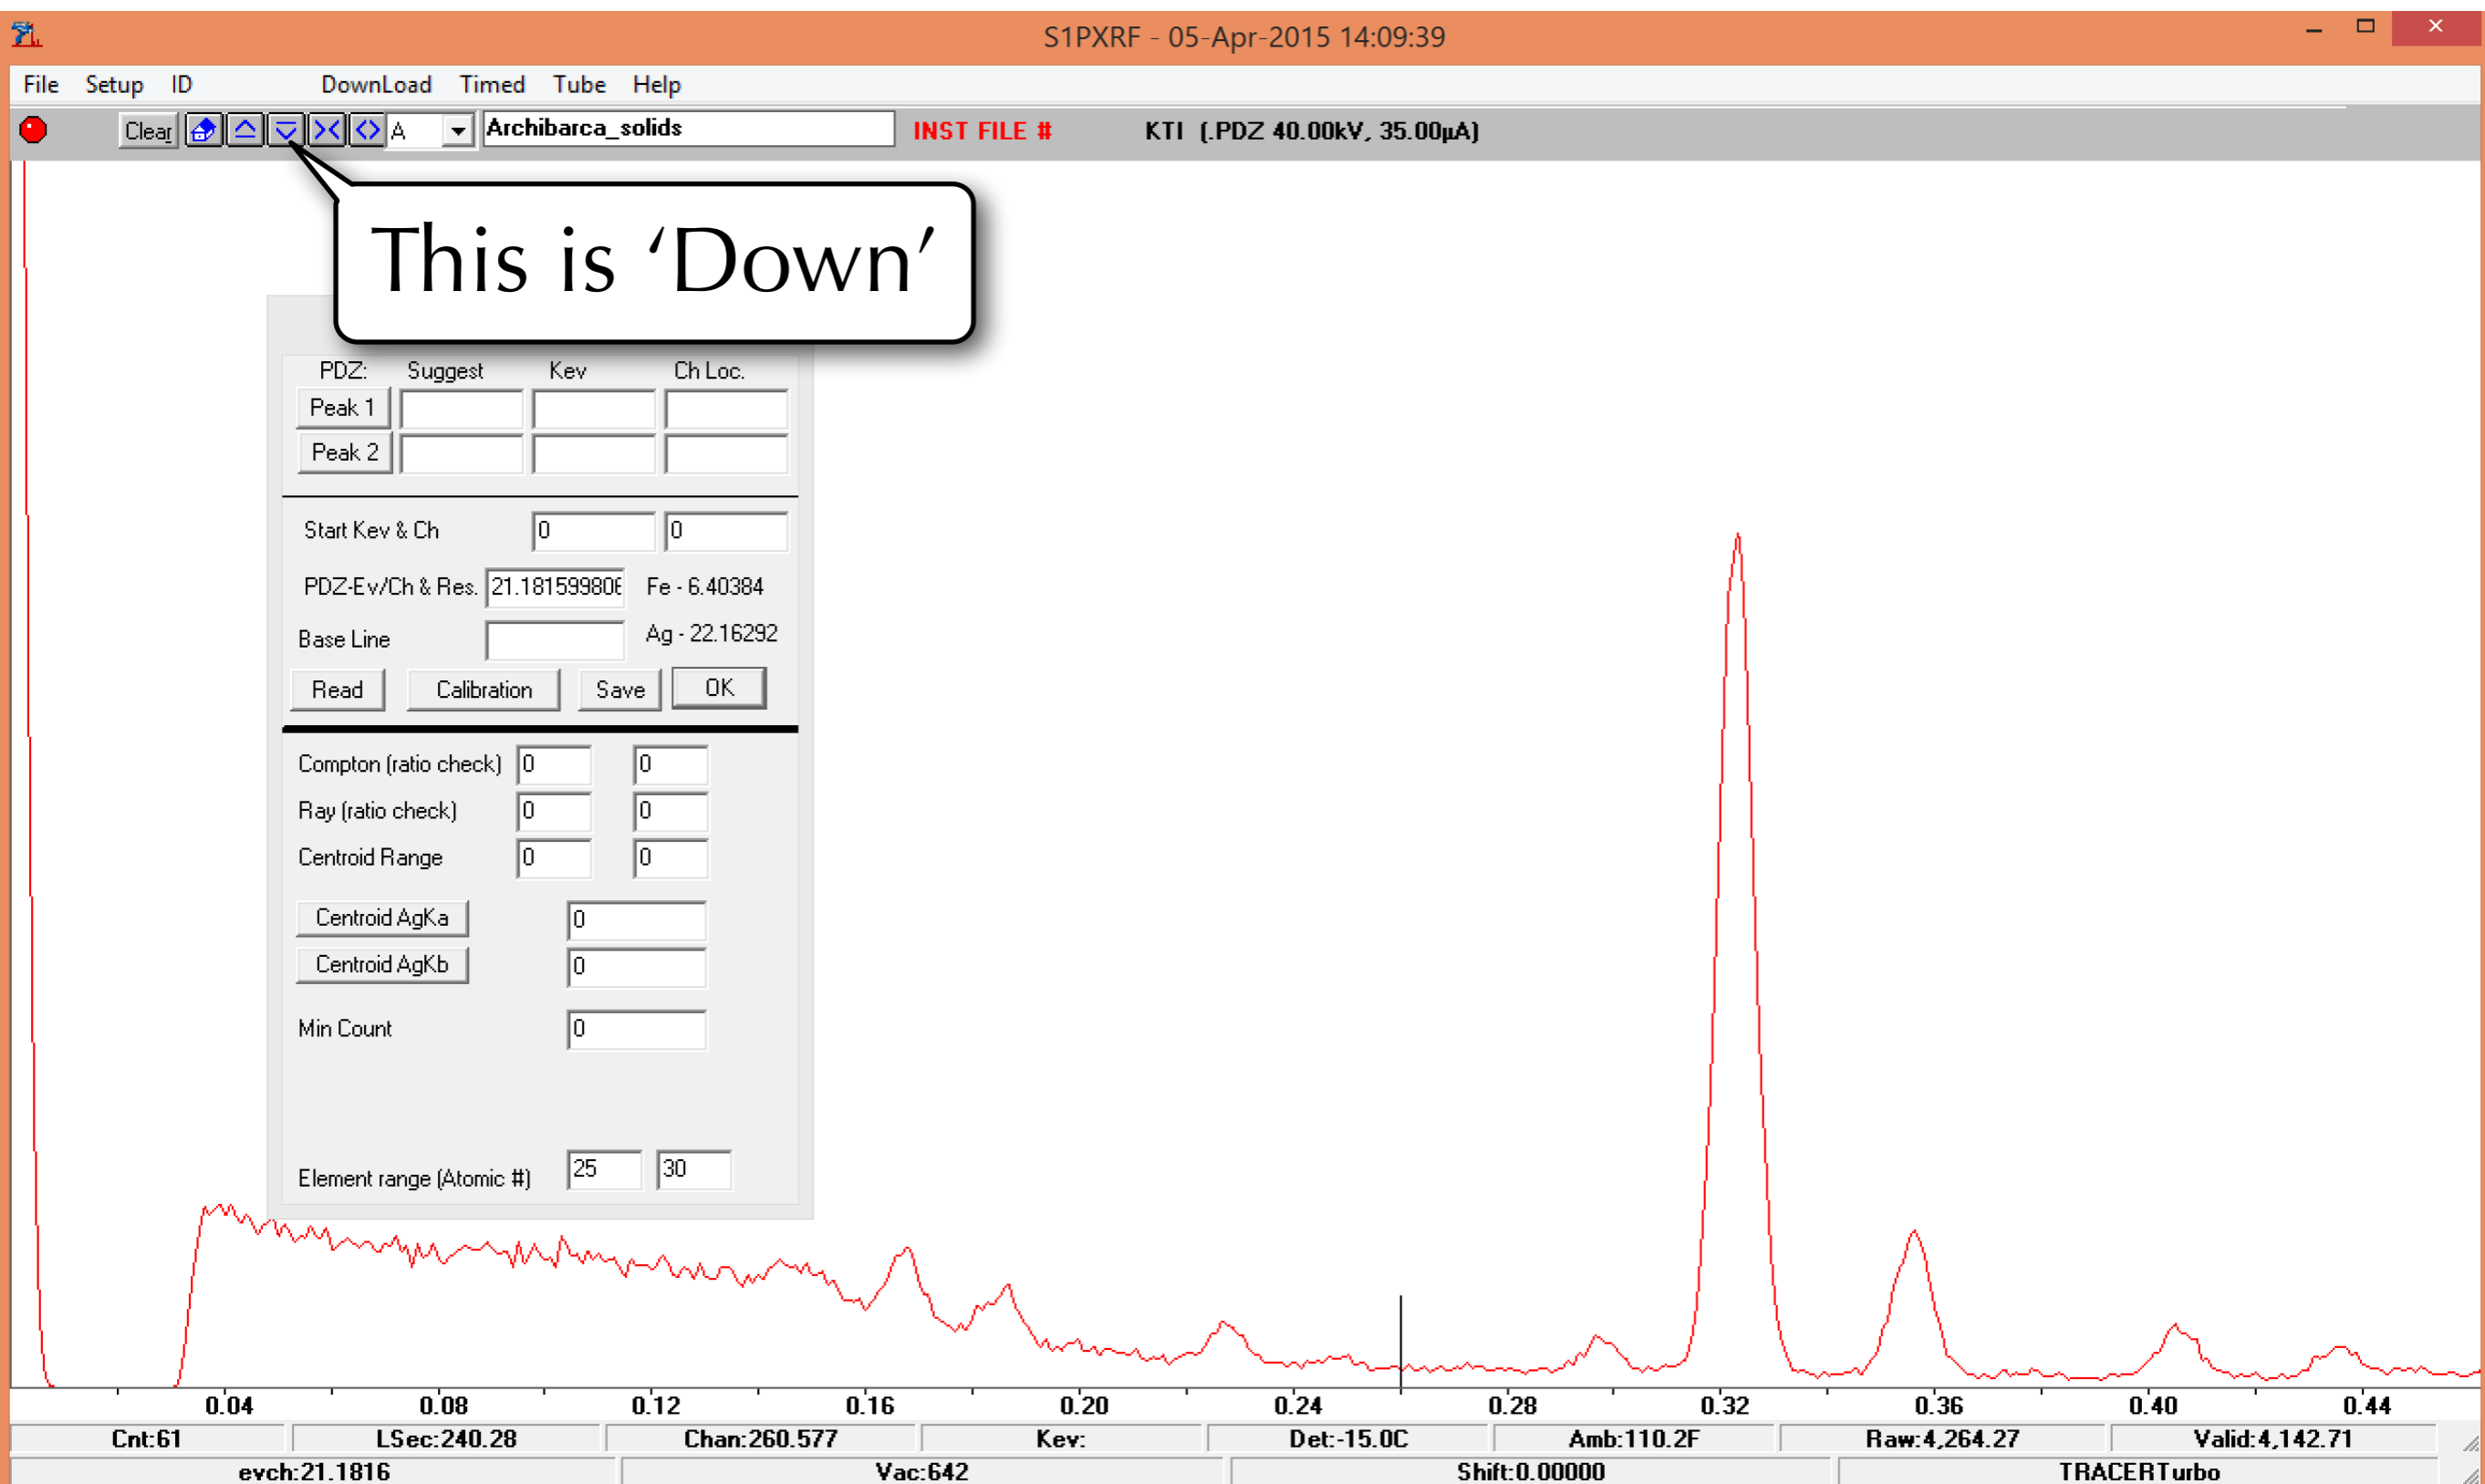 S1PXRF - 05-Apr-2015 14:09:39
File Setup ID DownLoad Timed Tube Help
Clear A Archibarca_solids INST FILE # KTI (.PDZ 40.00kV, 35.00µA)
This is ‘Down’
PDZ: Suggest Kev Ch Loc.
Peak 1
Peak 2
Start Kev & Ch 0 0
PDZ-Ev/Ch & Res. 21.181599806 Fe - 6.40384
Base Line Ag - 22.16292
Read Calibration Save OK
Compton (ratio check) 0 0
Ray (ratio check) 0 0
Centroid Range 0 0
Centroid AgKa 0
Centroid AgKb 0
Min Count 0
Element range (Atomic #) 25 30
0.04 0.08 0.12 0.16 0.20 0.24 0.28 0.32 0.36 0.40 0.44
Cnt:61 LSec:240.28 Chan:260.577 Kev: Det:-15.0C Amb:110.2F Raw:4,264.27 Valid:4,142.71
evch:21.1816 Vac:642 Shift:0.00000 TRACERTurbo